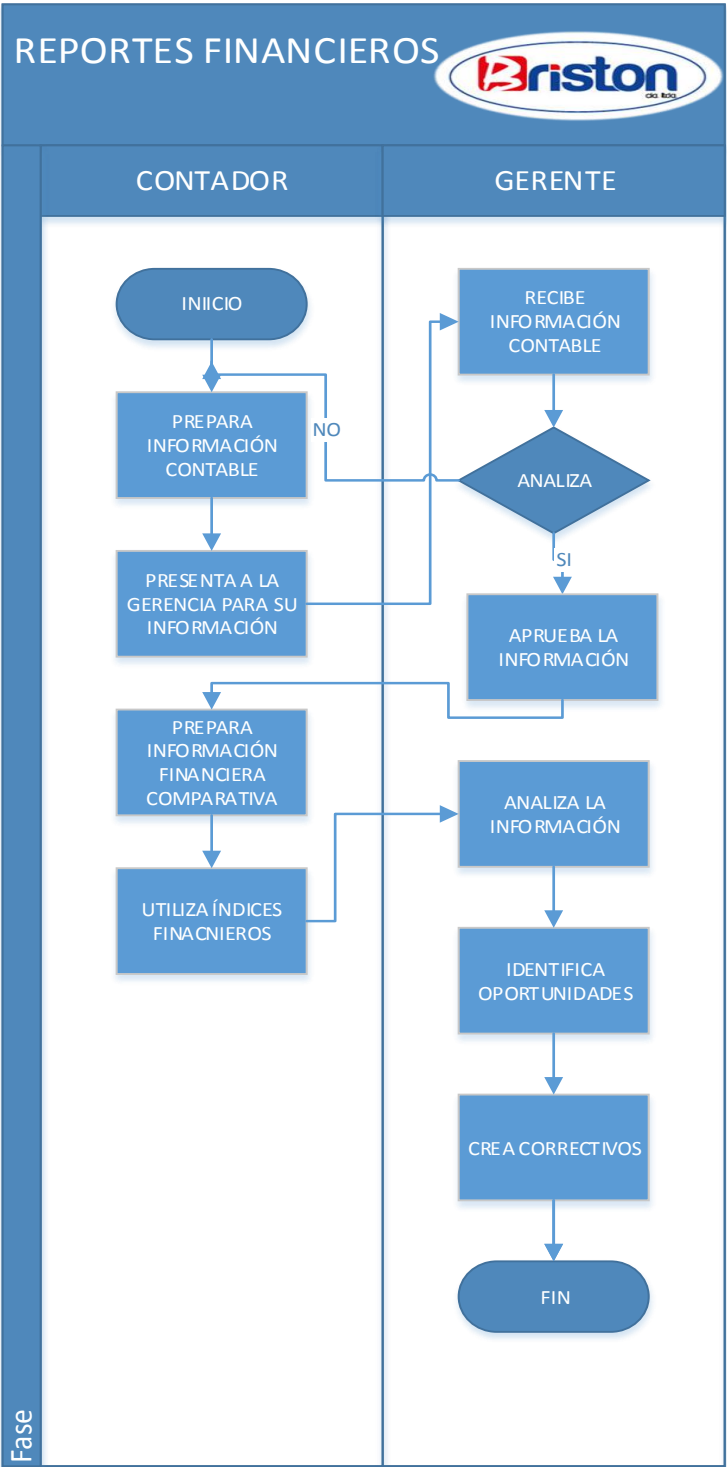 REPORTES FINANCIEROS
Briston
cia. ltda.
CONTADOR
GERENTE
INIICIO
PREPARA
INFORMACIÓN
CONTABLE
PRESENTA A LA
GERENCIA PARA SU
INFORMACIÓN
PREPARA
INFORMACIÓN
FINANCIERA
COMPARATIVA
UTILIZA ÍNDICES
FINACNIEROS
NO
RECIBE
INFORMACIÓN
CONTABLE
ANALIZA
SI
APRUEBA LA
INFORMACIÓN
ANALIZA LA
INFORMACIÓN
IDENTIFICA
OPORTUNIDADES
CREA CORRECTIVOS
FIN
Fase